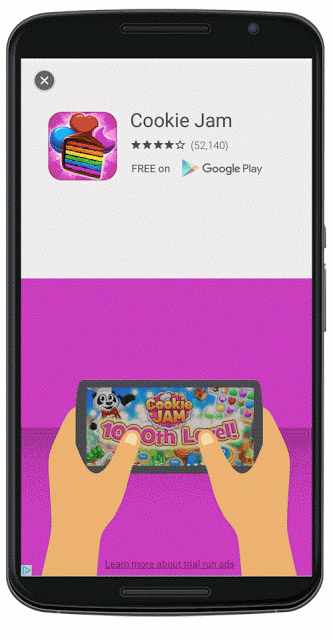 Cookie Jam
(52,140)
FREE on Google Play
Cookie
JAM
1000th Level!
Learn more about trial run ads